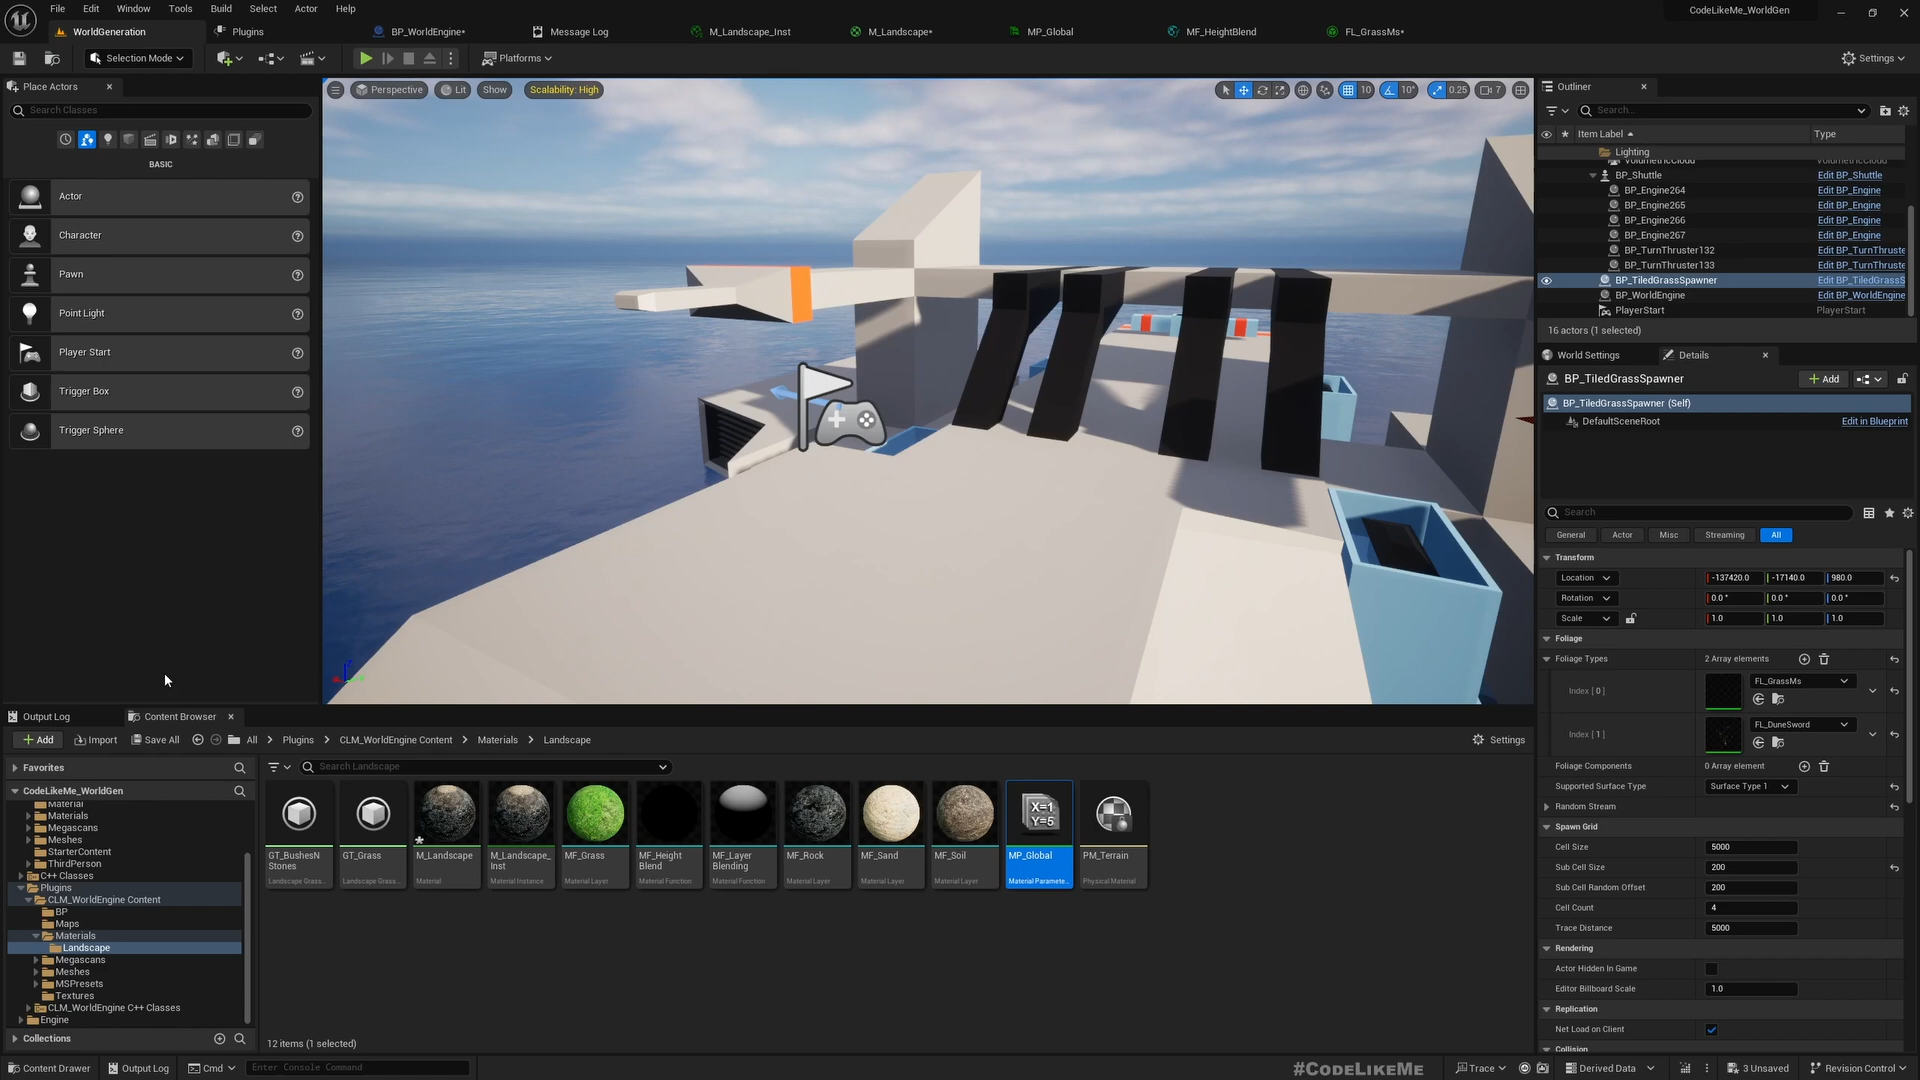 File Edit Window Tools Build Select Actor Help
CodeLikeMe_WorldGen
WorldGeneration Plugins BP_WorldEngine* Message Log M_Landscape_Inst M_Landscape* MP_Global MF_HeightBlend FL_GrassMs*
Selection Mode Platforms Settings
Place Actors
Search Classes
BASIC
Actor
Character
Pawn
Point Light
Player Start
Trigger Box
Trigger Sphere
Perspective Lit Show Scalability: High 10 10° 0.25 7
Outliner
Search...
Item Label Type
Lighting
BP_Shuttle Edit BP_Shuttle
BP_Engine264 Edit BP_Engine
BP_Engine265 Edit BP_Engine
BP_Engine266 Edit BP_Engine
BP_Engine267 Edit BP_Engine
BP_TurnThruster132 Edit BP_TurnThruste
BP_TurnThruster133 Edit BP_TurnThruste
BP_TiledGrassSpawner Edit BP_TiledGrassS
BP_WorldEngine Edit BP_WorldEngine
PlayerStart PlayerStart
16 actors (1 selected)
World Settings Details
BP_TiledGrassSpawner Add
BP_TiledGrassSpawner (Self)
DefaultSceneRoot Edit in Blueprint
Search
General Actor Misc Streaming All
Transform
Location -137420.0 -17140.0 980.0
Rotation 0.0° 0.0° 0.0°
Scale 1.0 1.0 1.0
Foliage
Foliage Types 2 Array elements
Index [ 0 ] FL_GrassMs
Index [ 1 ] FL_DuneSword
Foliage Components 0 Array element
Supported Surface Type Surface Type 1
Random Stream
Spawn Grid
Cell Size 5000
Sub Cell Size 200
Sub Cell Random Offset 200
Cell Count 4
Trace Distance 5000
Rendering
Actor Hidden In Game
Editor Billboard Scale 1.0
Replication
Net Load on Client
Collision
Output Log Content Browser
Add Import Save All All Plugins CLM_WorldEngine Content Materials Landscape Settings
Favorites
CodeLikeMe_WorldGen
Material
Materials
Megascans
Meshes
StarterContent
ThirdPerson
C++ Classes
Plugins
CLM_WorldEngine Content
BP
Maps
Materials
Landscape
Megascans
Meshes
MSPresets
Textures
CLM_WorldEngine C++ Classes
Engine
Collections
Search Landscape
X=1
Y=5
GT_BushesN
Stones
Landscape Grass...
GT_Grass
Landscape Grass...
M_Landscape
Material
M_Landscape_
Inst
Material Instance
MF_Grass
Material Layer
MF_Height
Blend
Material Function
MF_Layer
Blending
Material Function
MF_Rock
Material Layer
MF_Sand
Material Layer
MF_Soil
Material Layer
MP_Global
Material Paramete...
PM_Terrain
Physical Material
12 items (1 selected)
Content Drawer Output Log Cmd Enter Console Command
#CODELIKEME
Trace Derived Data 3 Unsaved Revision Control